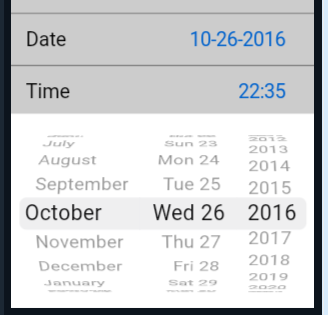 Date 10-26-2016
Time 22:35
July Sun 23 2013
August Mon 24 2014
September Tue 25 2015
October Wed 26 2016
November Thu 27 2017
December Fri 28 2018
January Sat 29 2019
2020